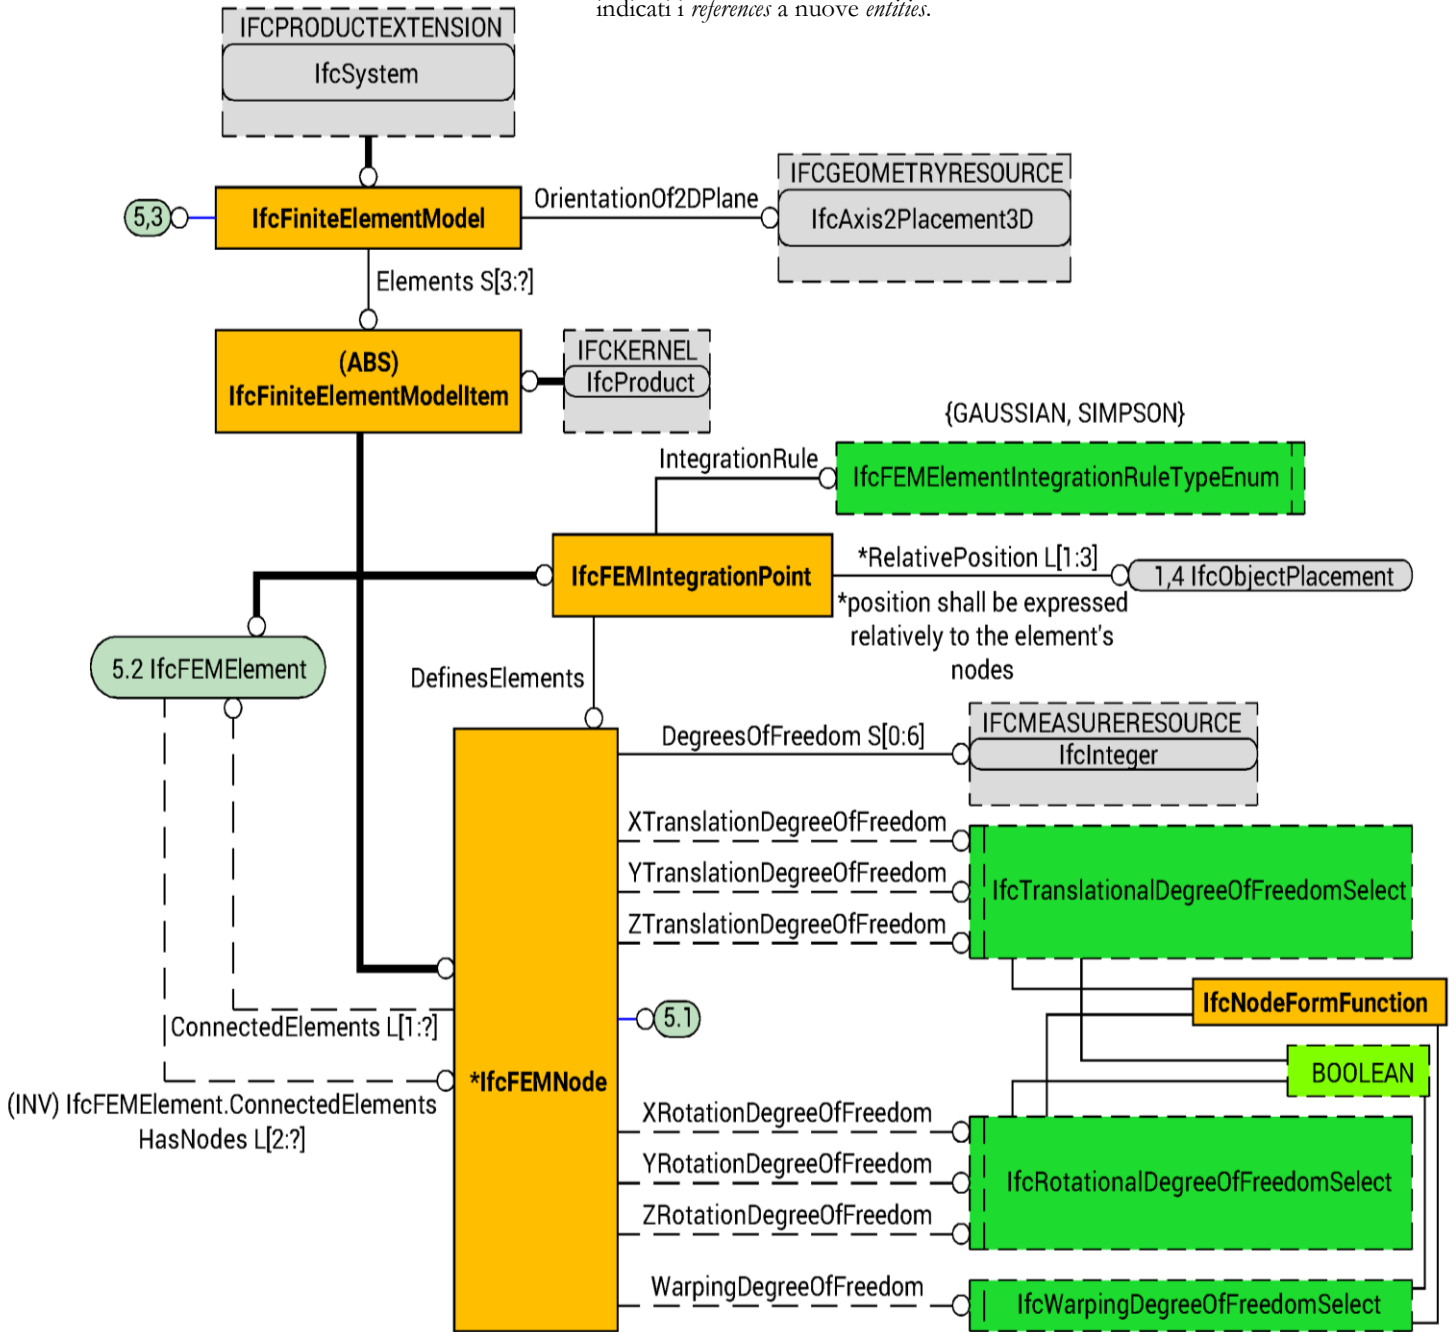 indicati i references a nuove entities.
IFCPRODUCTEXTENSION
IfcSystem
5,3
IfcFiniteElementModel
OrientationOf2DPlane
IFCGEOMETRYRESOURCE
IfcAxis2Placement3D
Elements S[3:?]
(ABS)
IfcFiniteElementModelItem
IFCKERNEL
IfcProduct
{GAUSSIAN, SIMPSON}
IntegrationRule
IfcFEMElementIntegrationRuleTypeEnum
IfcFEMIntegrationPoint
*RelativePosition L[1:3]
1,4 IfcObjectPlacement
*position shall be expressed
relatively to the element's
nodes
5.2 IfcFEMElement
DefinesElements
DegreesOfFreedom S[0:6]
IFCMEASURERESOURCE
IfcInteger
XTranslationDegreeOfFreedom
YTranslationDegreeOfFreedom
ZTranslationDegreeOfFreedom
IfcTranslationalDegreeOfFreedomSelect
ConnectedElements L[1:?]
5.1
IfcNodeFormFunction
BOOLEAN
*IfcFEMNode
(INV) IfcFEMElement.ConnectedElements
HasNodes L[2:?]
XRotationDegreeOfFreedom
YRotationDegreeOfFreedom
ZRotationDegreeOfFreedom
IfcRotationalDegreeOfFreedomSelect
WarpingDegreeOfFreedom
IfcWarpingDegreeOfFreedomSelect